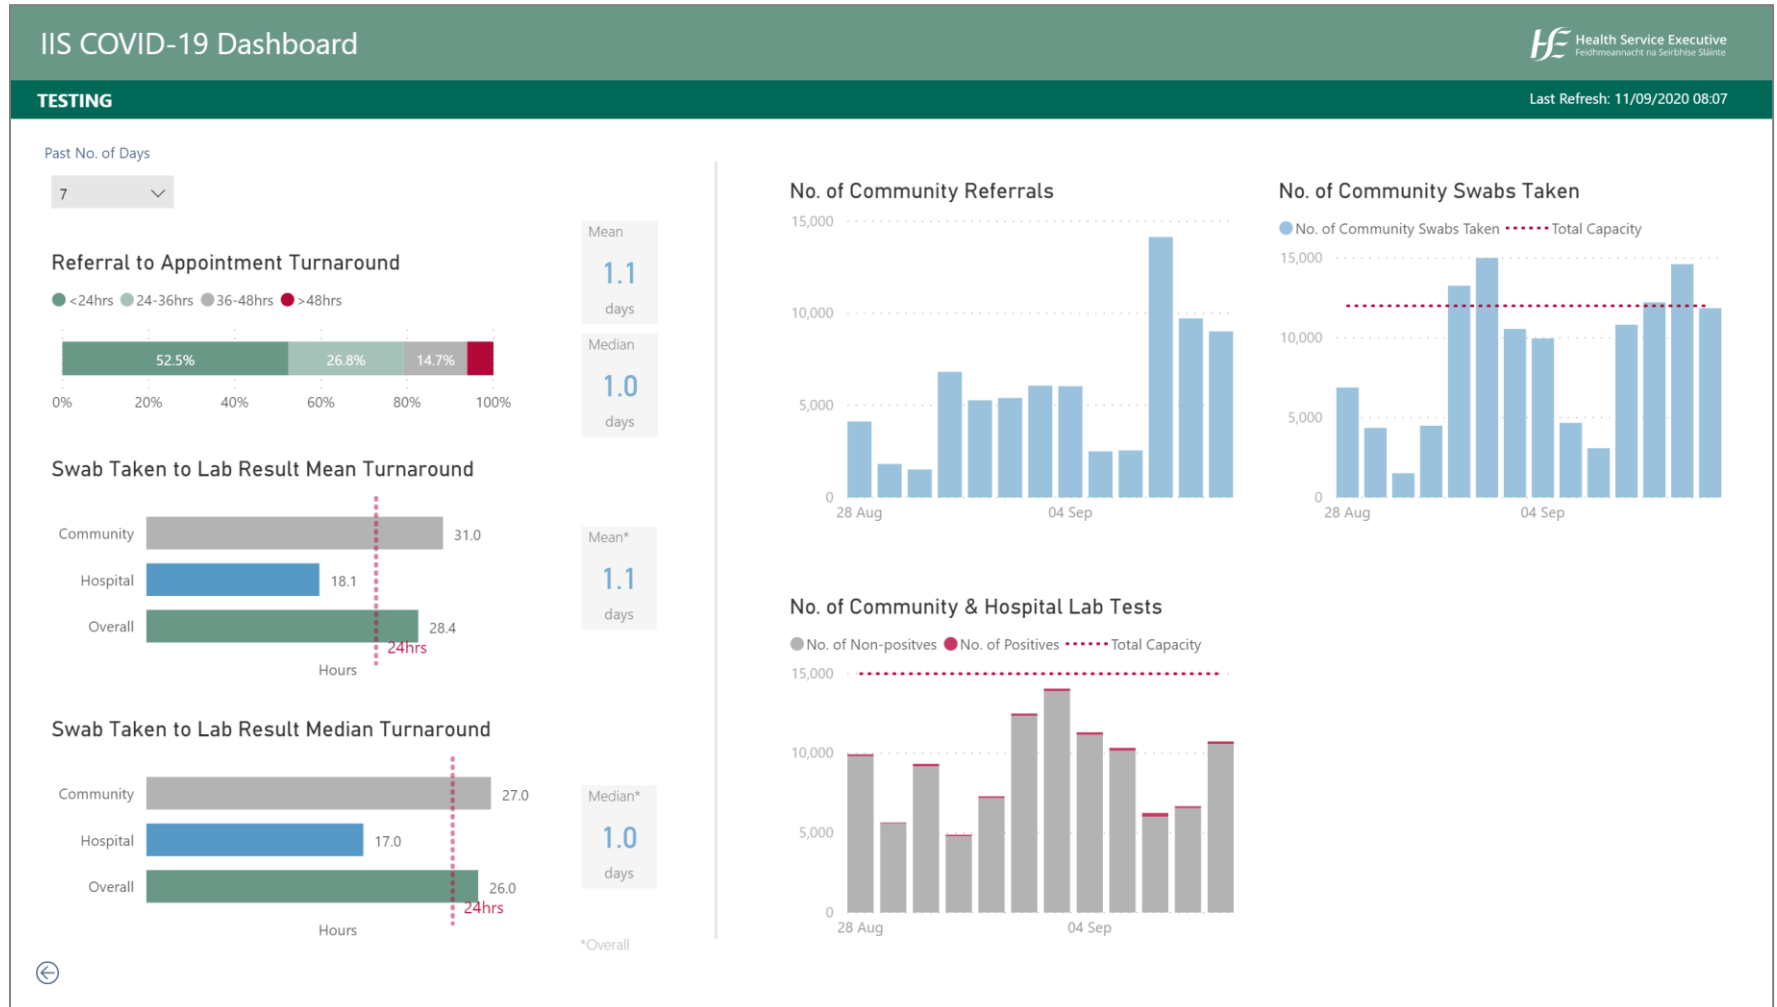 IIS COVID-19 Dashboard
Health Service Executive
Feidhmeannacht na Seirbhíse Sláinte
TESTING
Last Refresh: 11/09/2020 08:07
Past No. of Days
7
Referral to Appointment Turnaround
<24hrs 24-36hrs 36-48hrs >48hrs
52.5% 26.8% 14.7%
0% 20% 40% 60% 80% 100%
Mean
1.1
days
Median
1.0
days
Swab Taken to Lab Result Mean Turnaround
Community 31.0
Hospital 18.1
Overall 28.4
24hrs
Hours
Mean*
1.1
days
Swab Taken to Lab Result Median Turnaround
Community 27.0
Hospital 17.0
Overall 26.0
24hrs
Hours
Median*
1.0
days
*Overall
No. of Community Referrals
15,000
10,000
5,000
0
28 Aug 04 Sep
No. of Community Swabs Taken
No. of Community Swabs Taken Total Capacity
15,000
10,000
5,000
0
28 Aug 04 Sep
No. of Community & Hospital Lab Tests
No. of Non-positves No. of Positives Total Capacity
15,000
10,000
5,000
0
28 Aug 04 Sep